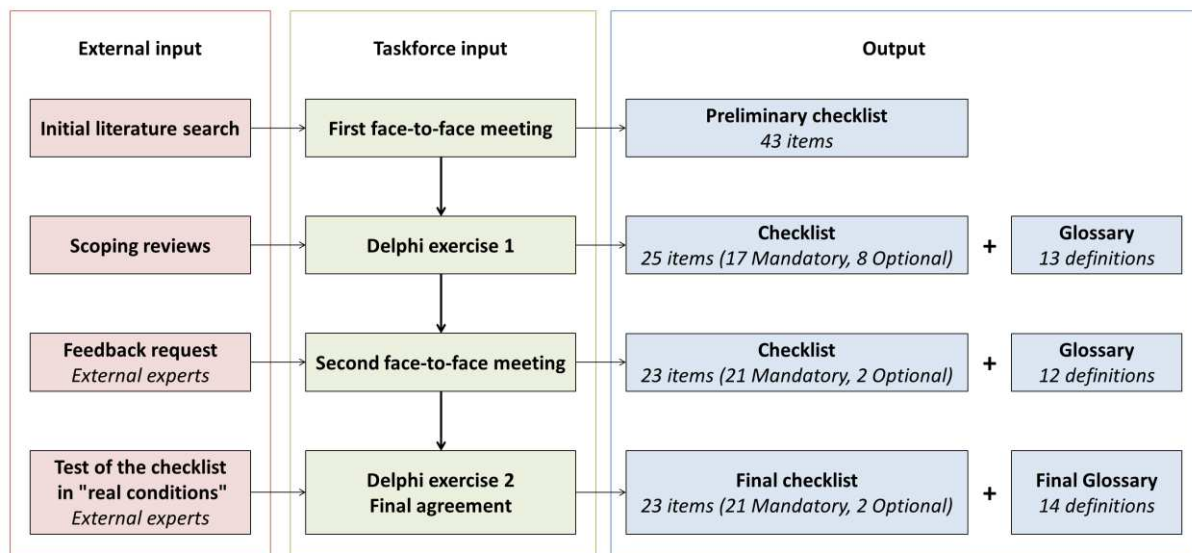 External input
Taskforce input
Output
Initial literature search
First face-to-face meeting
Preliminary checklist
43 items
Scoping reviews
Delphi exercise 1
Checklist
25 items (17 Mandatory, 8 Optional)
+
Glossary
13 definitions
Feedback request
External experts
Second face-to-face meeting
Checklist
23 items (21 Mandatory, 2 Optional)
+
Glossary
12 definitions
Test of the checklist
in "real conditions"
External experts
Delphi exercise 2
Final agreement
Final checklist
23 items (21 Mandatory, 2 Optional)
+
Final Glossary
14 definitions